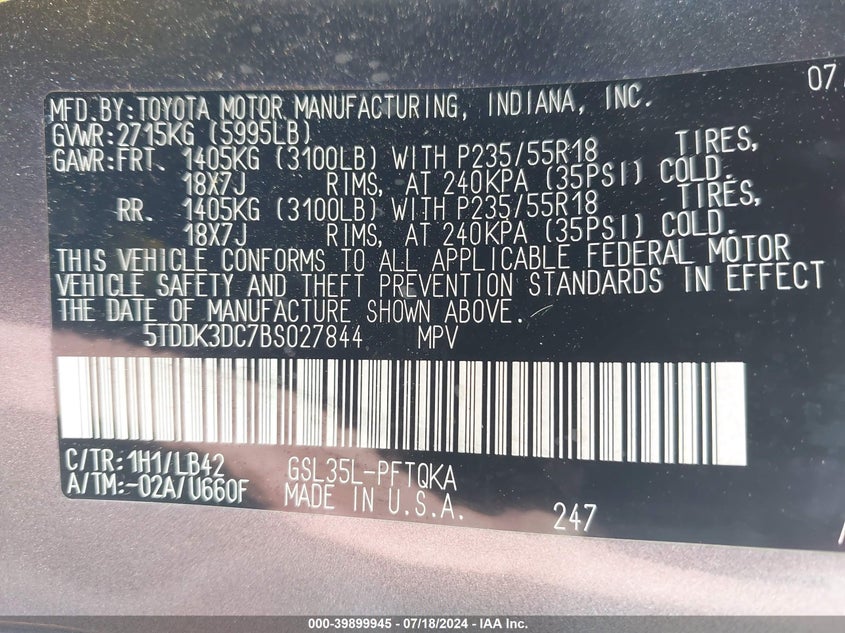 07/
MFD.BY:TOYOTA MOTOR MANUFACTURING, INDIANA, INC.
GVWR:2715KG (5995LB)
GAWR:FRT. 1405KG (3100LB) WITH P235/55R18 TIRES,
18X7J RIMS, AT 240KPA (35PSI) COLD.
RR. 1405KG (3100LB) WITH P235/55R18 TIRES,
18X7J RIMS, AT 240KPA (35PSI) COLD.
THIS VEHICLE CONFORMS TO ALL APPLICABLE FEDERAL MOTOR
VEHICLE SAFETY AND THEFT PREVENTION STANDARDS IN EFFECT
THE DATE OF MANUFACTURE SHOWN ABOVE.
5TDDK3DC7BS027844 MPV
C/TR:1H1/LB42 GSL35L-PFTQKA
A/TM:-02A/U660F MADE IN U.S.A.
247
000-39899945 - 07/18/2024 - IAA Inc.